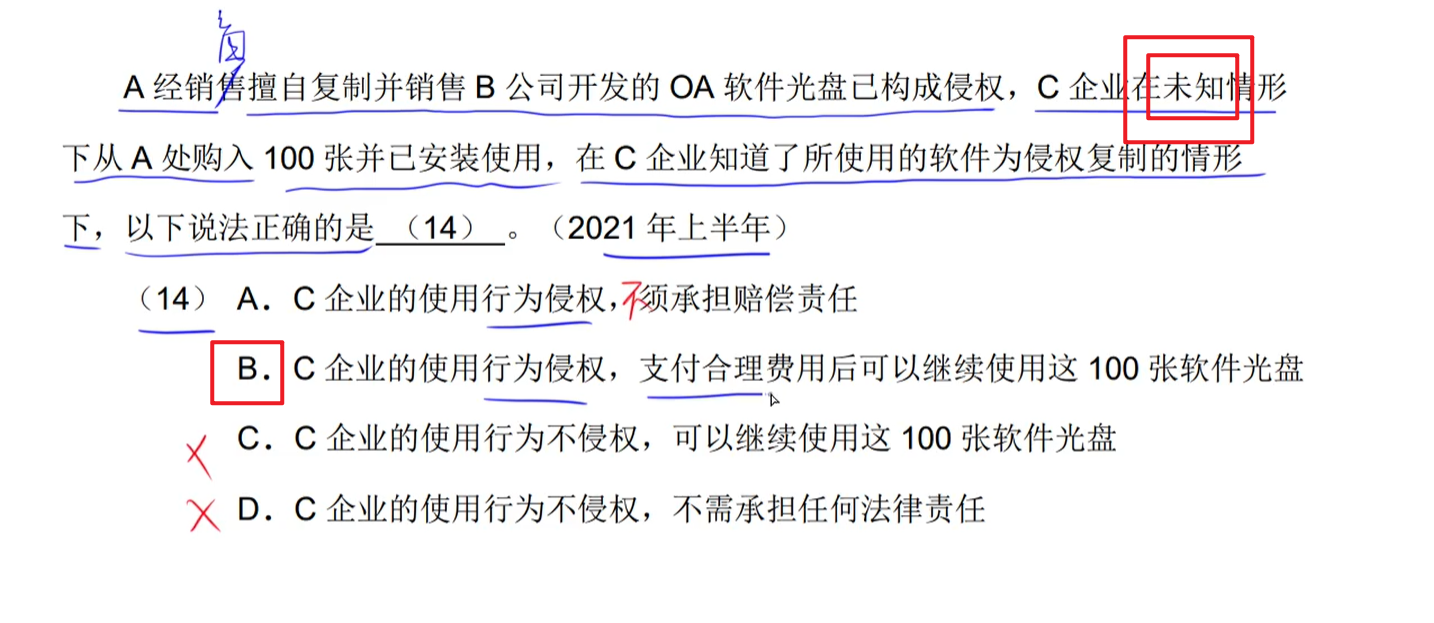 商
A 经销售擅自复制并销售 B 公司开发的 OA 软件光盘已构成侵权，C 企业在未知情形
下从 A 处购入 100 张并已安装使用，在 C 企业知道了所使用的软件为侵权复制的情形
下，以下说法正确的是 （14） 。（2021 年上半年）
（14） A．C 企业的使用行为侵权，不须承担赔偿责任
B．C 企业的使用行为侵权，支付合理费用后可以继续使用这 100 张软件光盘
C．C 企业的使用行为不侵权，可以继续使用这 100 张软件光盘
D．C 企业的使用行为不侵权，不需承担任何法律责任